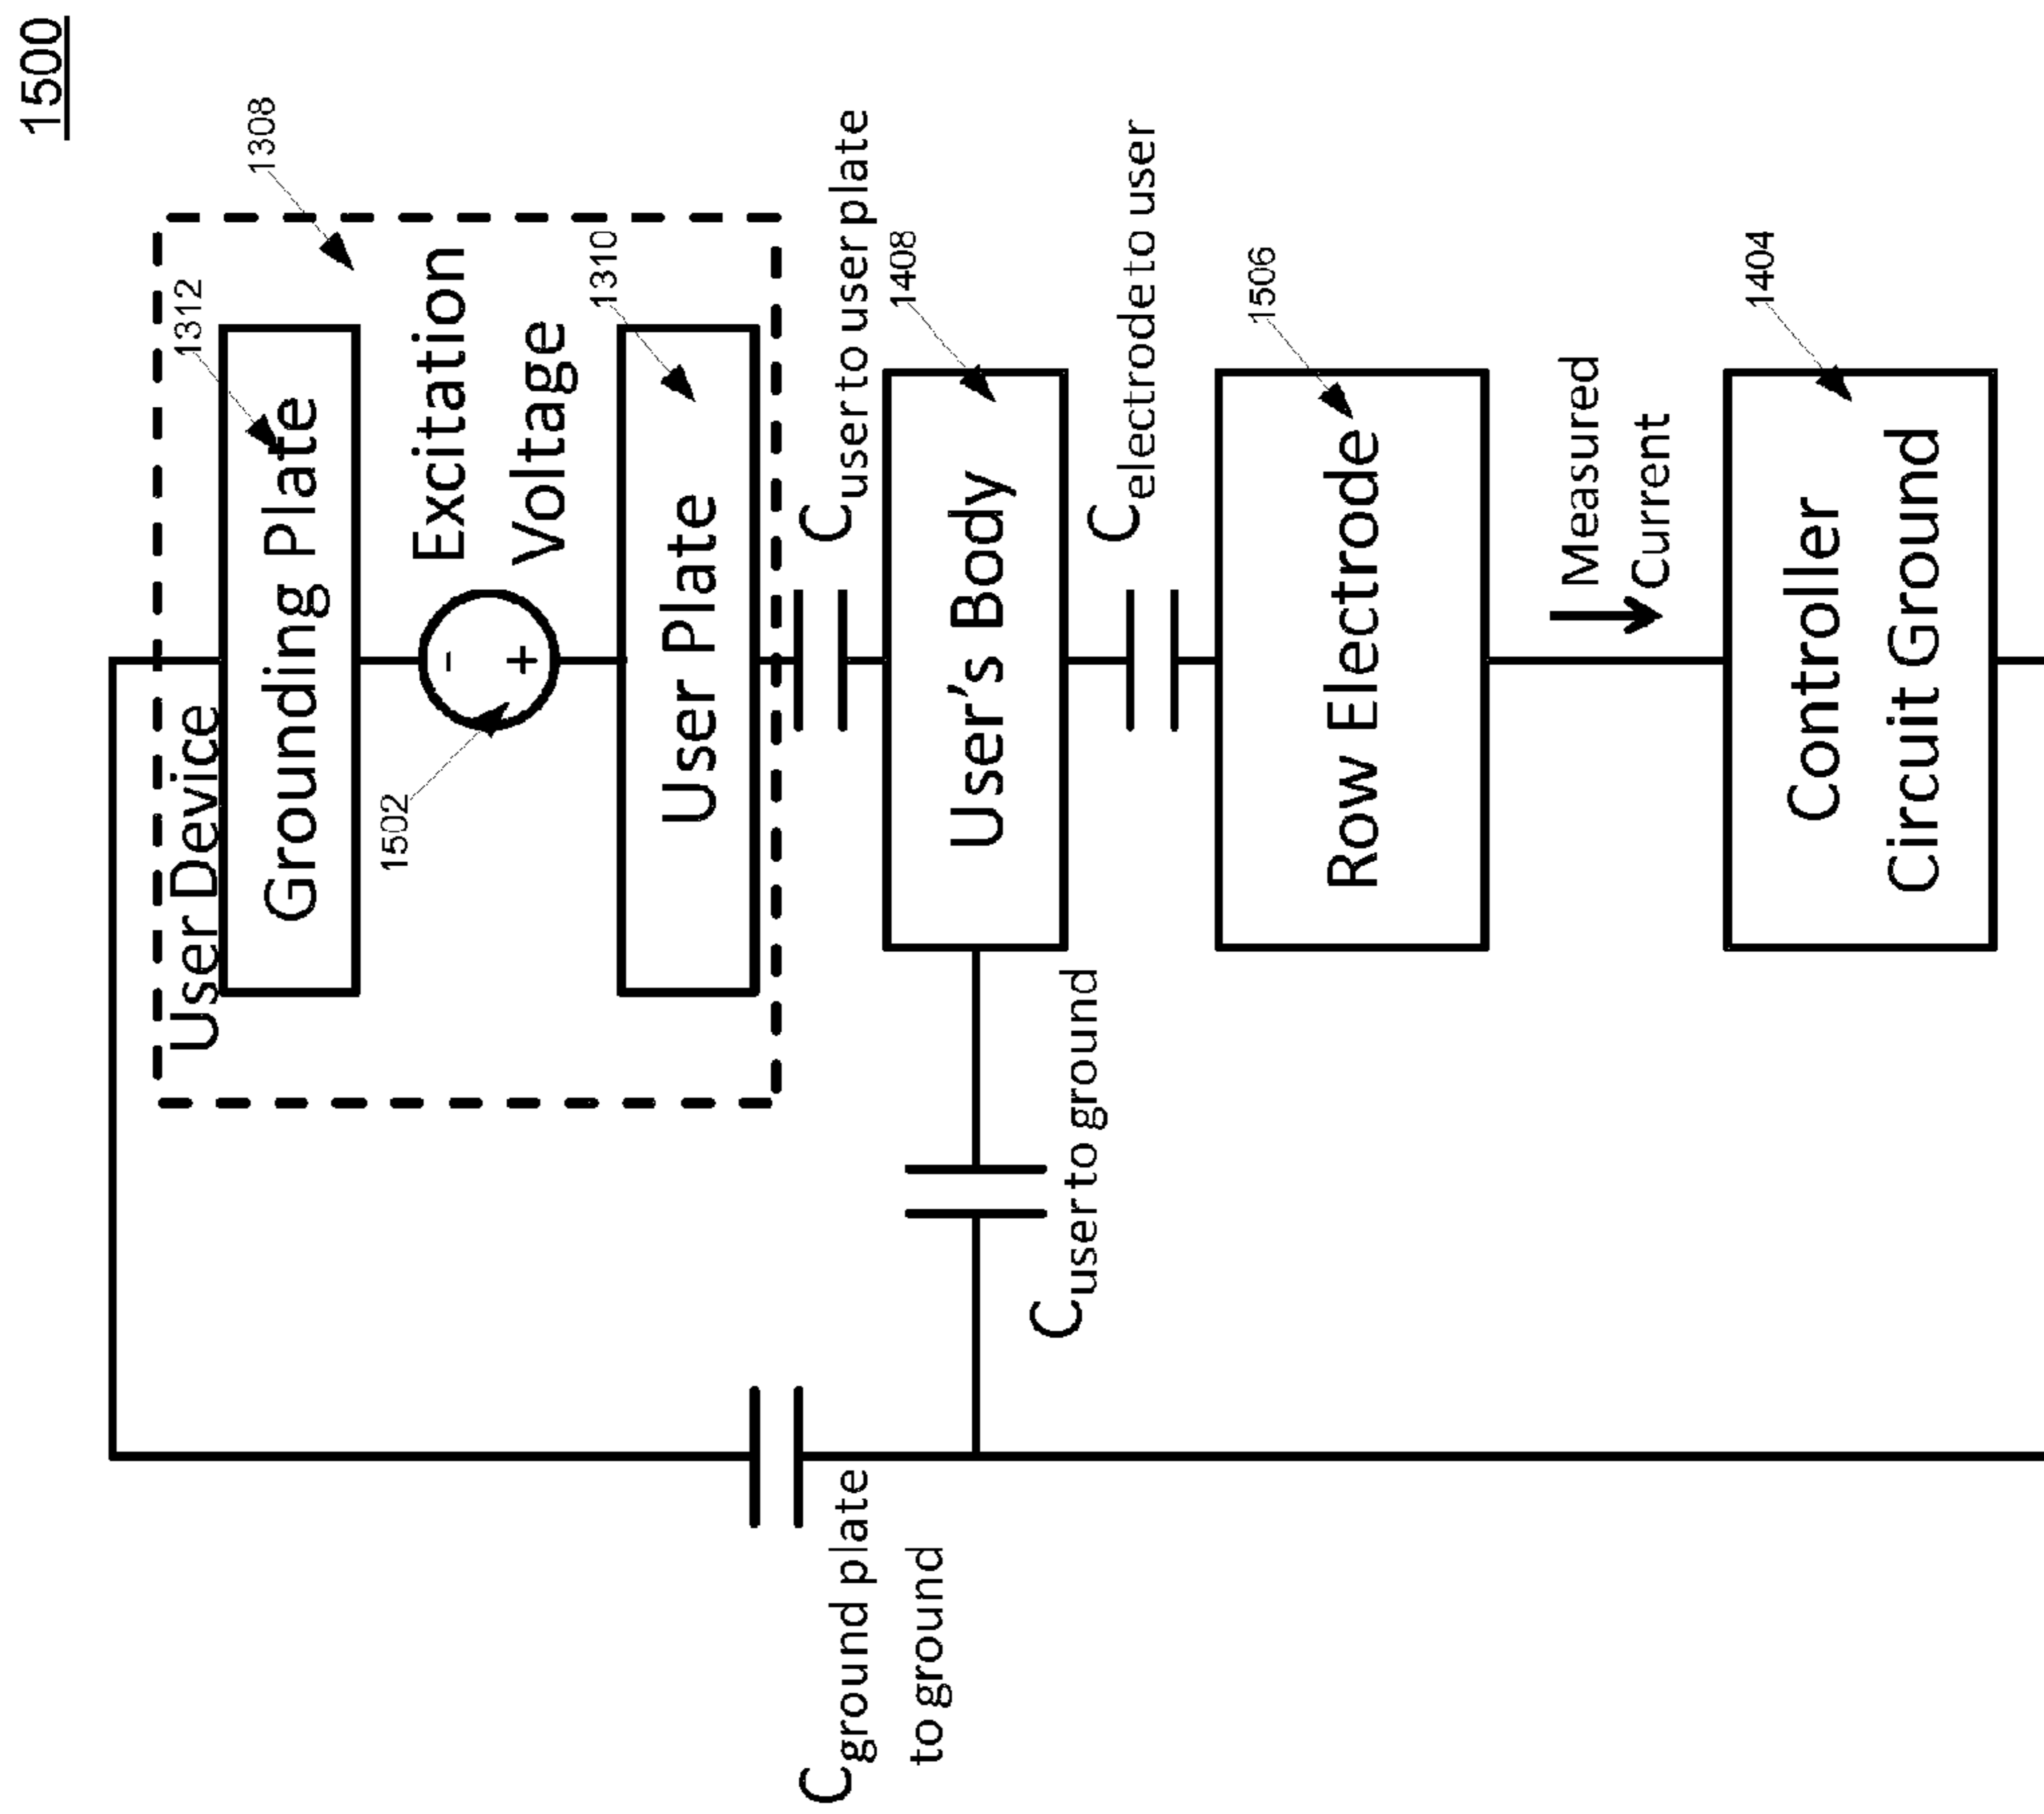 1500
1308
1312
User Device
Grounding Plate
Excitation
Voltage
1502
-
+
1310
User Plate
Cuser to user plate
1408
User's Body
Celectrode to user
Cuser to ground
1506
Row Electrode
Measured
Current
1404
Controller
Circuit Ground
Cground plate
to ground